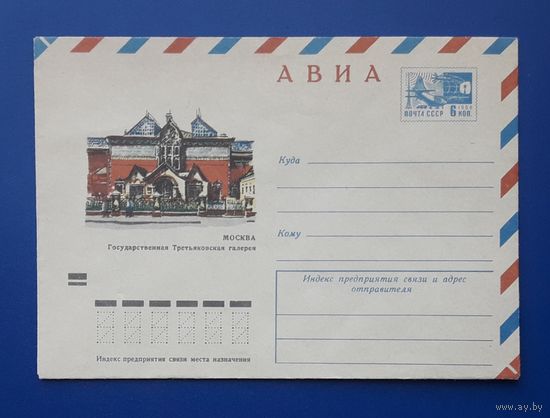 АВИА
1966
ПОЧТА СССР 6 КОП.
Куда
МОСКВА
Государственная Третьяковская галерея
Кому
Индекс предприятия связи и адрес
отправителя
Индекс предприятия связи места назначения
www.ay.by